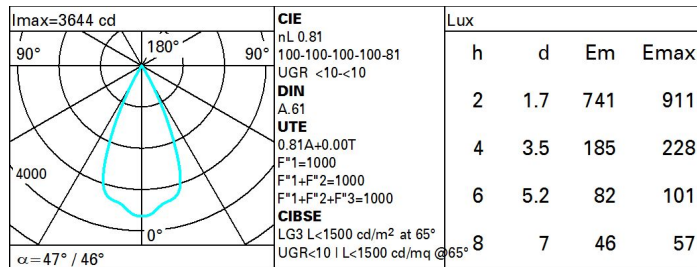 Imax=3644 cd
90° 180° 90°
4000
0°
α=47° / 46°
CIE
nL 0.81
100-100-100-100-81
UGR <10-<10
DIN
A.61
UTE
0.81A+0.00T
F"1=1000
F"1+F"2=1000
F"1+F"2+F"3=1000
CIBSE
LG3 L<1500 cd/m² at 65°
UGR<10 | L<1500 cd/mq @65°
Lux
h d Em Emax
2 1.7 741 911
4 3.5 185 228
6 5.2 82 101
8 7 46 57